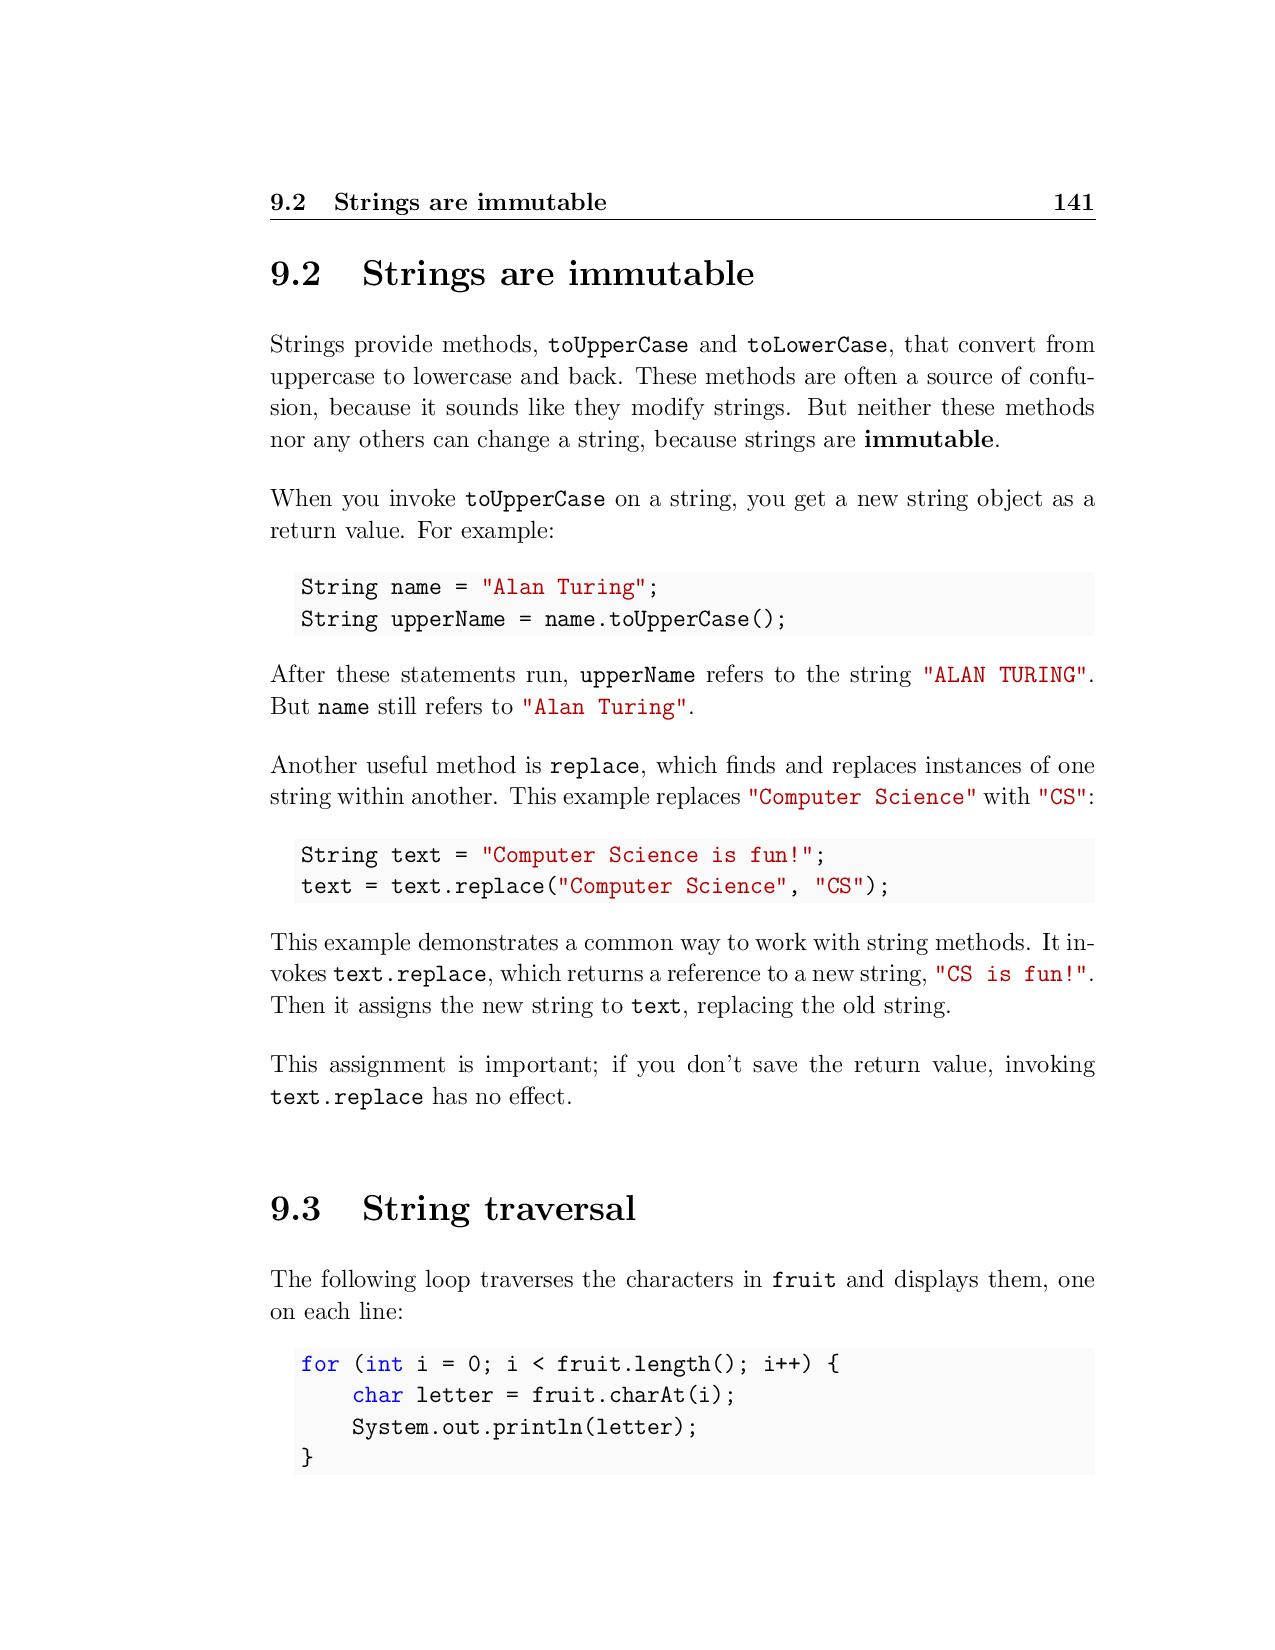 9.2 Strings are immutable 141
9.2 Strings are immutable
Strings provide methods, toUpperCase and toLowerCase, that convert from
uppercase to lowercase and back. These methods are often a source of confu-
sion, because it sounds like they modify strings. But neither these methods
nor any others can change a string, because strings are immutable.
When you invoke toUpperCase on a string, you get a new string object as a
return value. For example:
String name = "Alan Turing";
String upperName = name.toUpperCase();
After these statements run, upperName refers to the string "ALAN TURING".
But name still refers to "Alan Turing".
Another useful method is replace, which finds and replaces instances of one
string within another. This example replaces "Computer Science" with "CS":
String text = "Computer Science is fun!";
text = text.replace("Computer Science", "CS");
This example demonstrates a common way to work with string methods. It in-
vokes text.replace, which returns a reference to a new string, "CS is fun!".
Then it assigns the new string to text, replacing the old string.
This assignment is important; if you don't save the return value, invoking
text.replace has no effect.
9.3 String traversal
The following loop traverses the characters in fruit and displays them, one
on each line:
for (int i = 0; i < fruit.length(); i++) {
    char letter = fruit.charAt(i);
    System.out.println(letter);
}